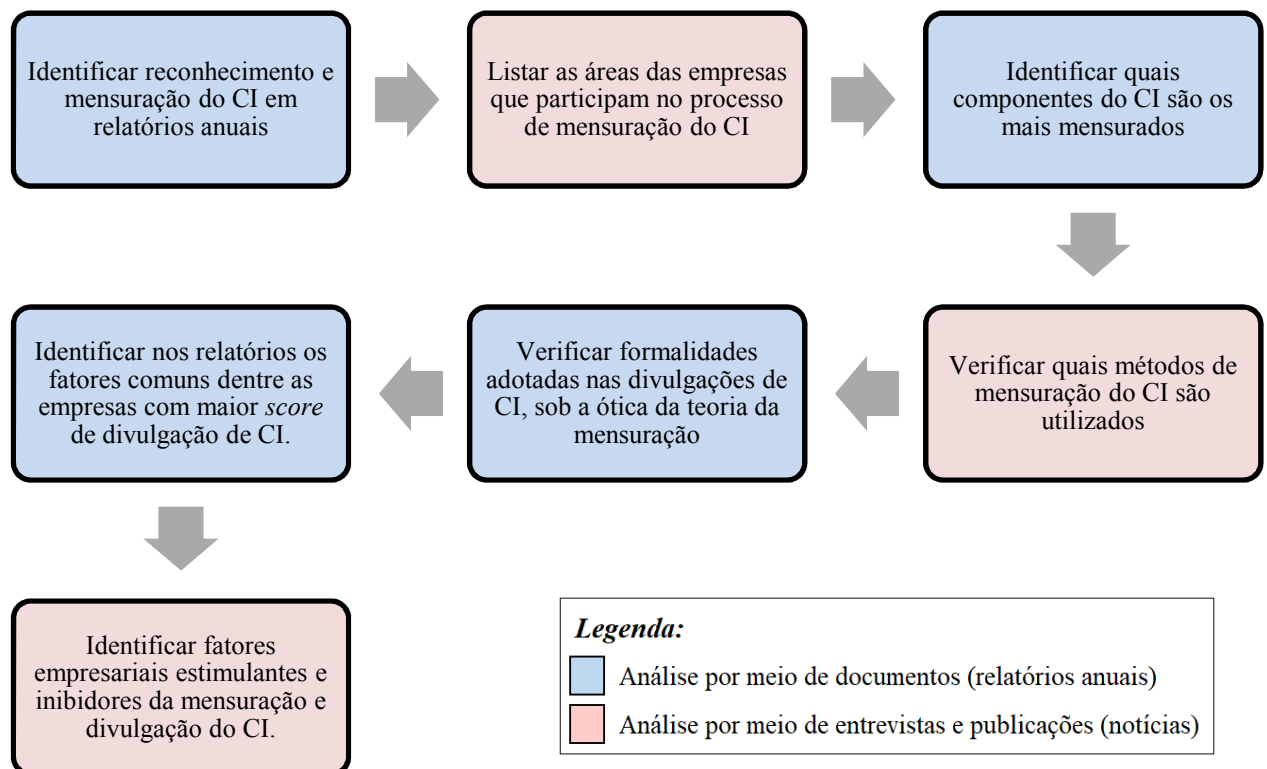 Identificar reconhecimento e
mensuração do CI em
relatórios anuais
Listar as áreas das empresas
que participam no processo
de mensuração do CI
Identificar quais
componentes do CI são os
mais mensurados
Verificar quais métodos de
mensuração do CI são
utilizados
Verificar formalidades
adotadas nas divulgações de
CI, sob a ótica da teoria da
mensuração
Identificar nos relatórios os
fatores comuns dentre as
empresas com maior score
de divulgação de CI.
Identificar fatores
empresariais estimulantes e
inibidores da mensuração e
divulgação do CI.
Legenda:
Análise por meio de documentos (relatórios anuais)
Análise por meio de entrevistas e publicações (notícias)